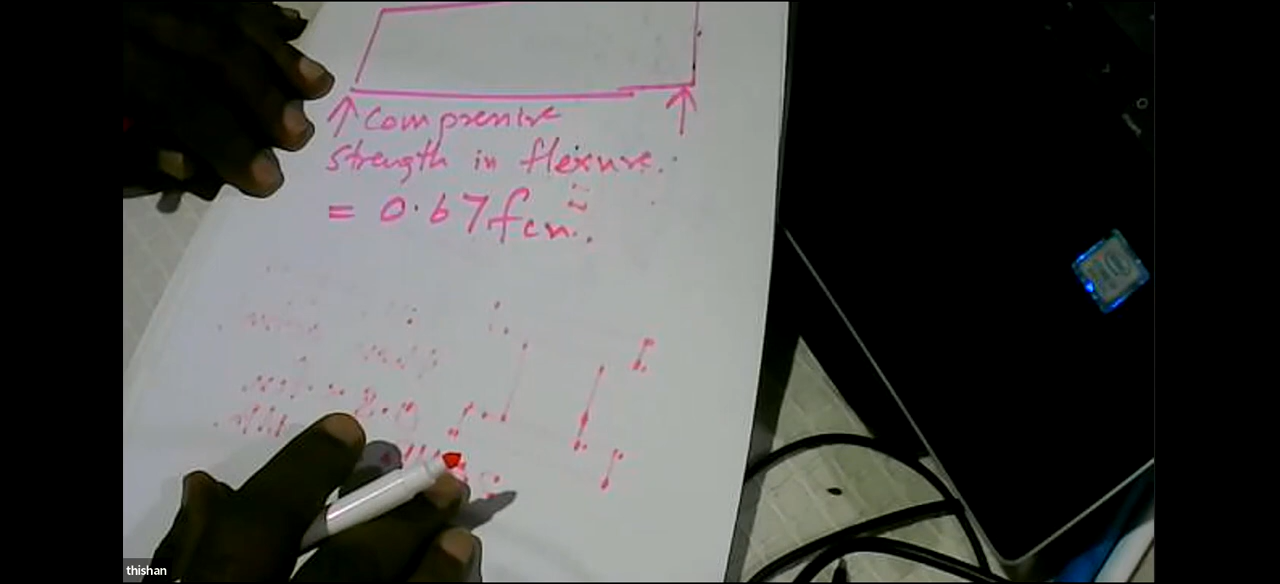 ↑ Compressive ↑
strength in flexure.
= 0.67fcu.
thishan